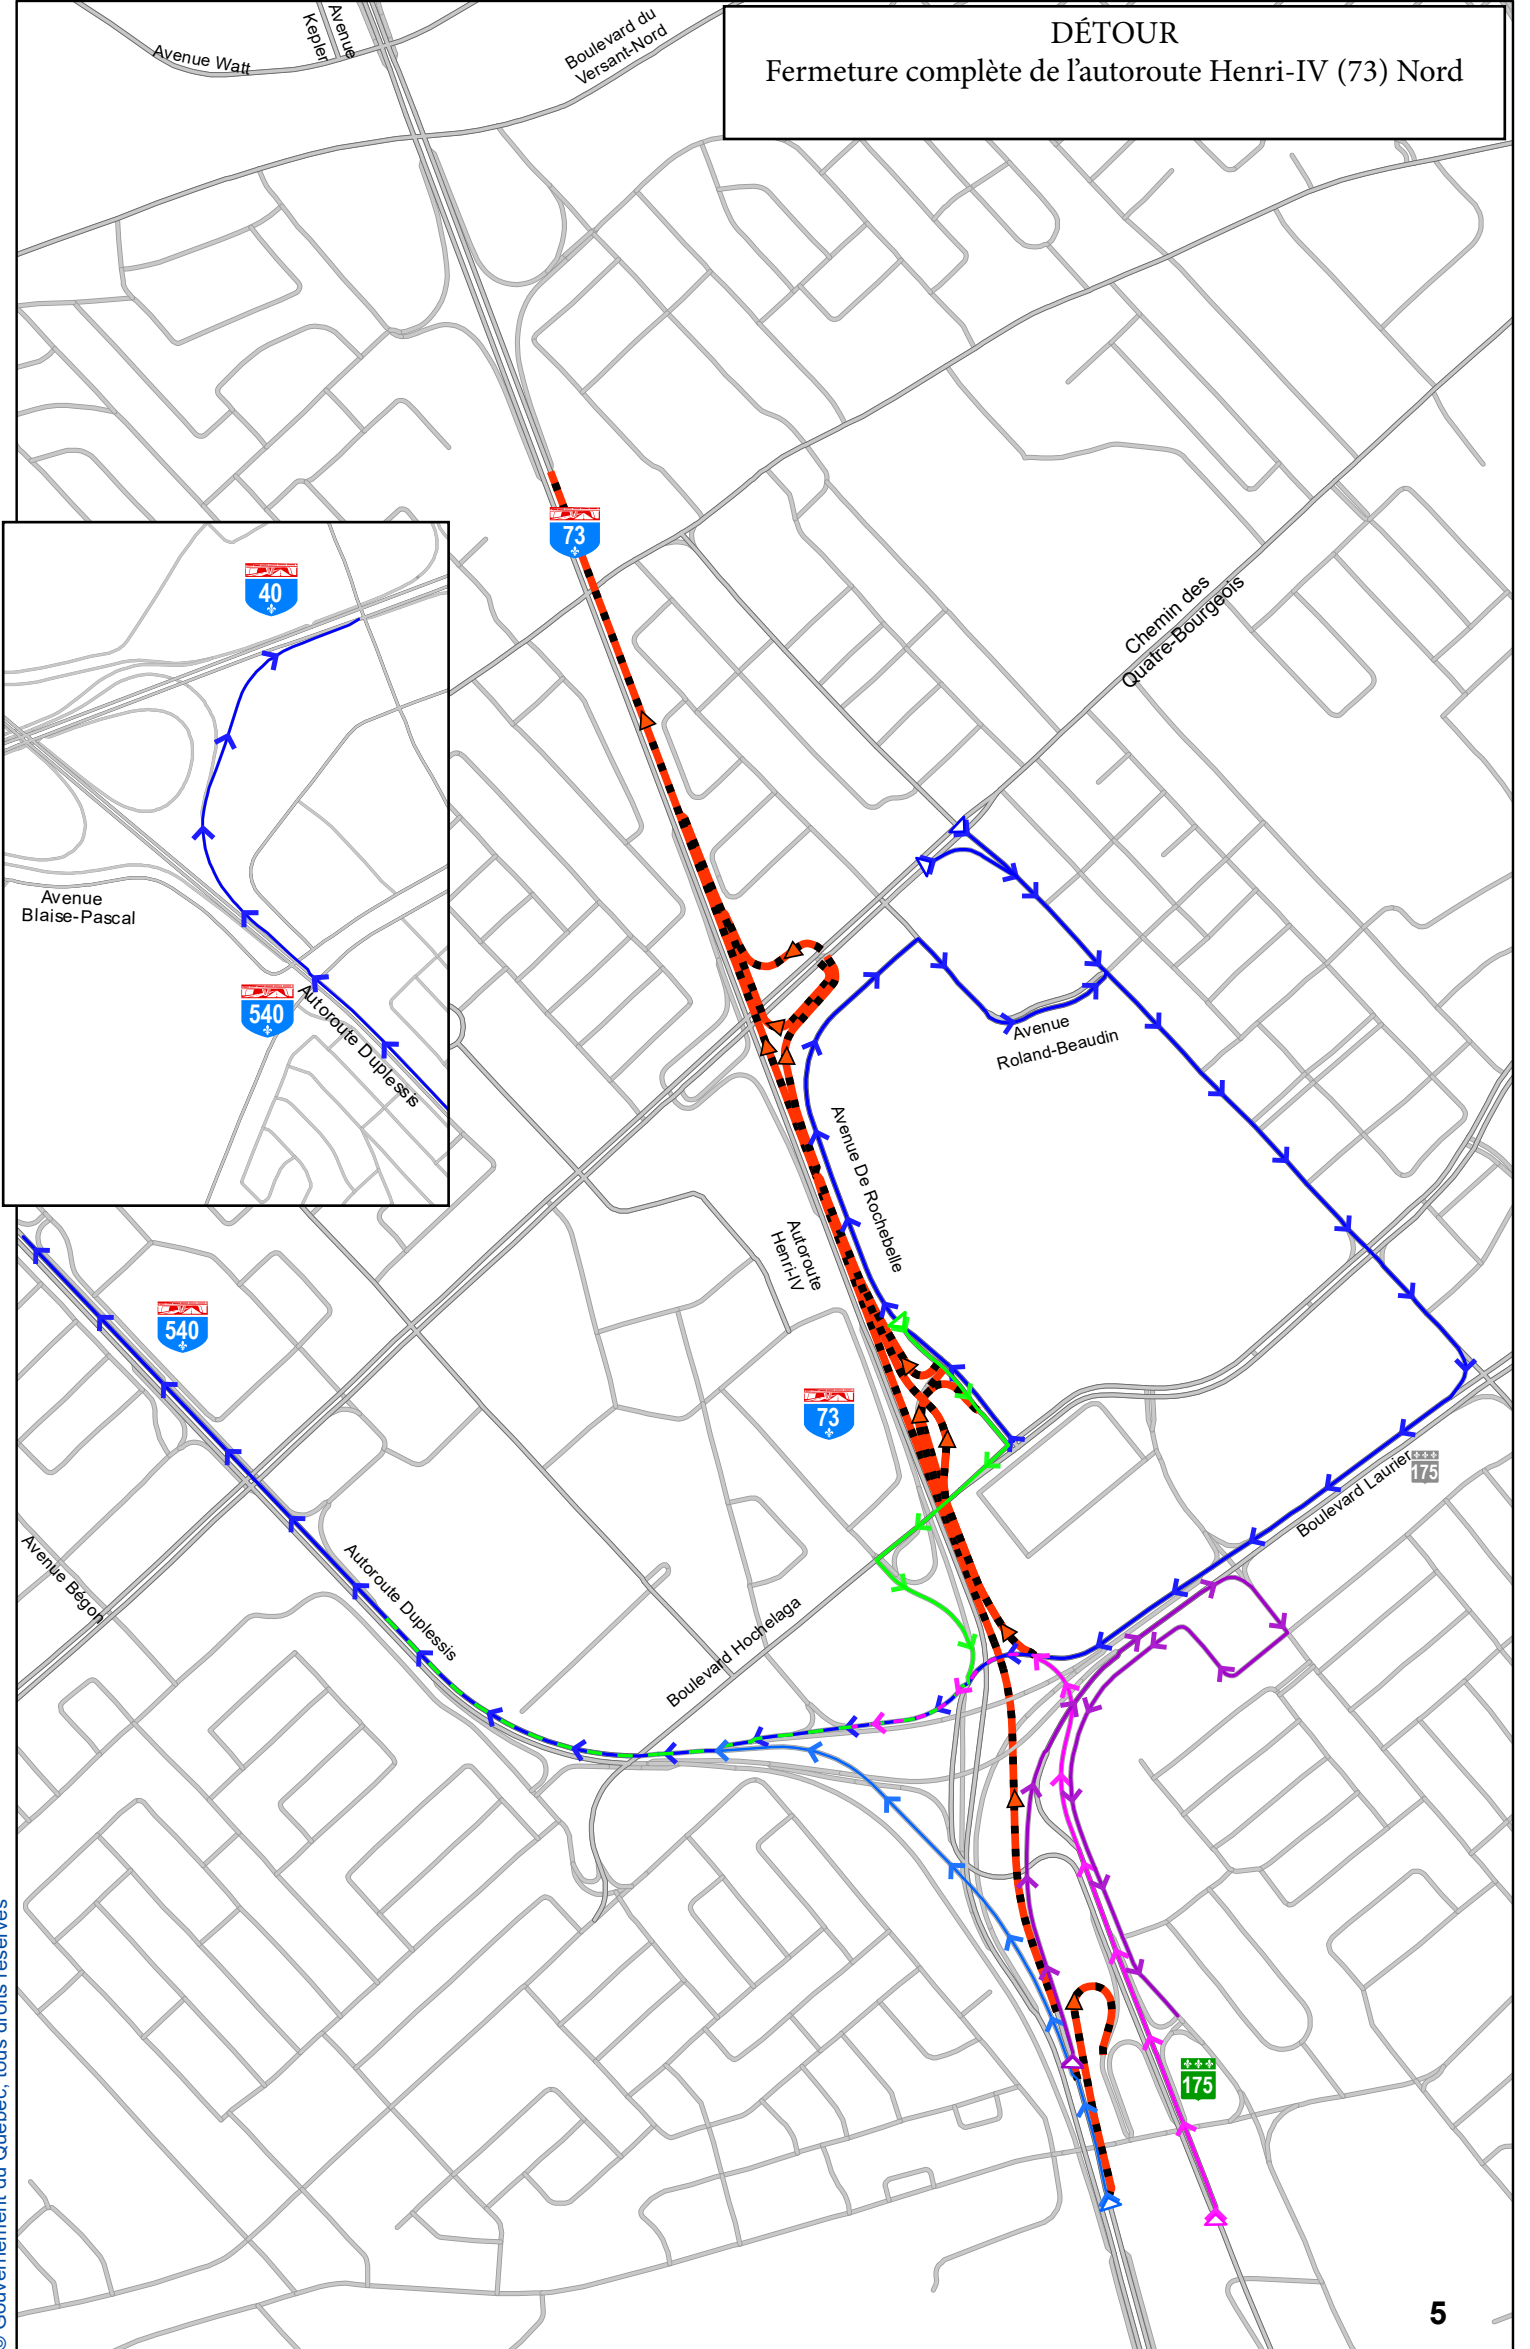 DÉTOUR
Fermeture complète de l'autoroute Henri-IV (73) Nord
Avenue
Kepler
Avenue Watt
Boulevard du
Versant-Nord
73
Chemin des
Quatre-Bourgeois
40
Avenue
Blaise-Pascal
540
Autoroute Duplessis
Avenue
Roland-Beaudin
Avenue De Rochebelle
Autoroute
Henri-IV
540
73
Boulevard Laurier
175
Avenue Bégon
Autoroute Duplessis
Boulevard Hochelaga
175
© Gouvernement du Québec, tous droits réservés
5